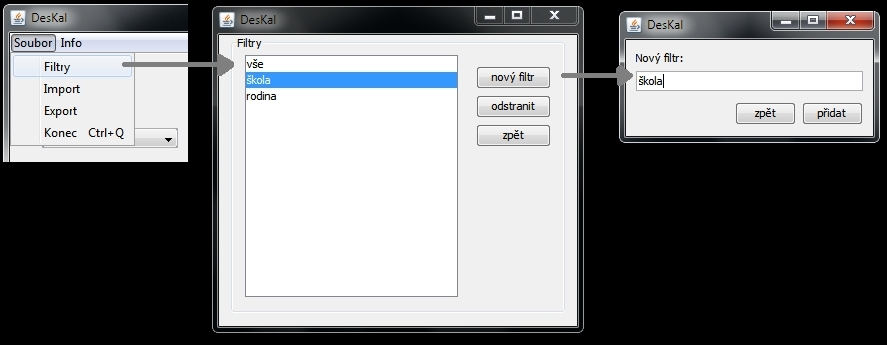 DesKal
Soubor Info
Filtry
Import
Export
Konec Ctrl+Q
DesKal
Filtry
vše
škola
rodina
nový filtr
odstranit
zpět
DesKal
Nový filtr:
škola
zpět přidat